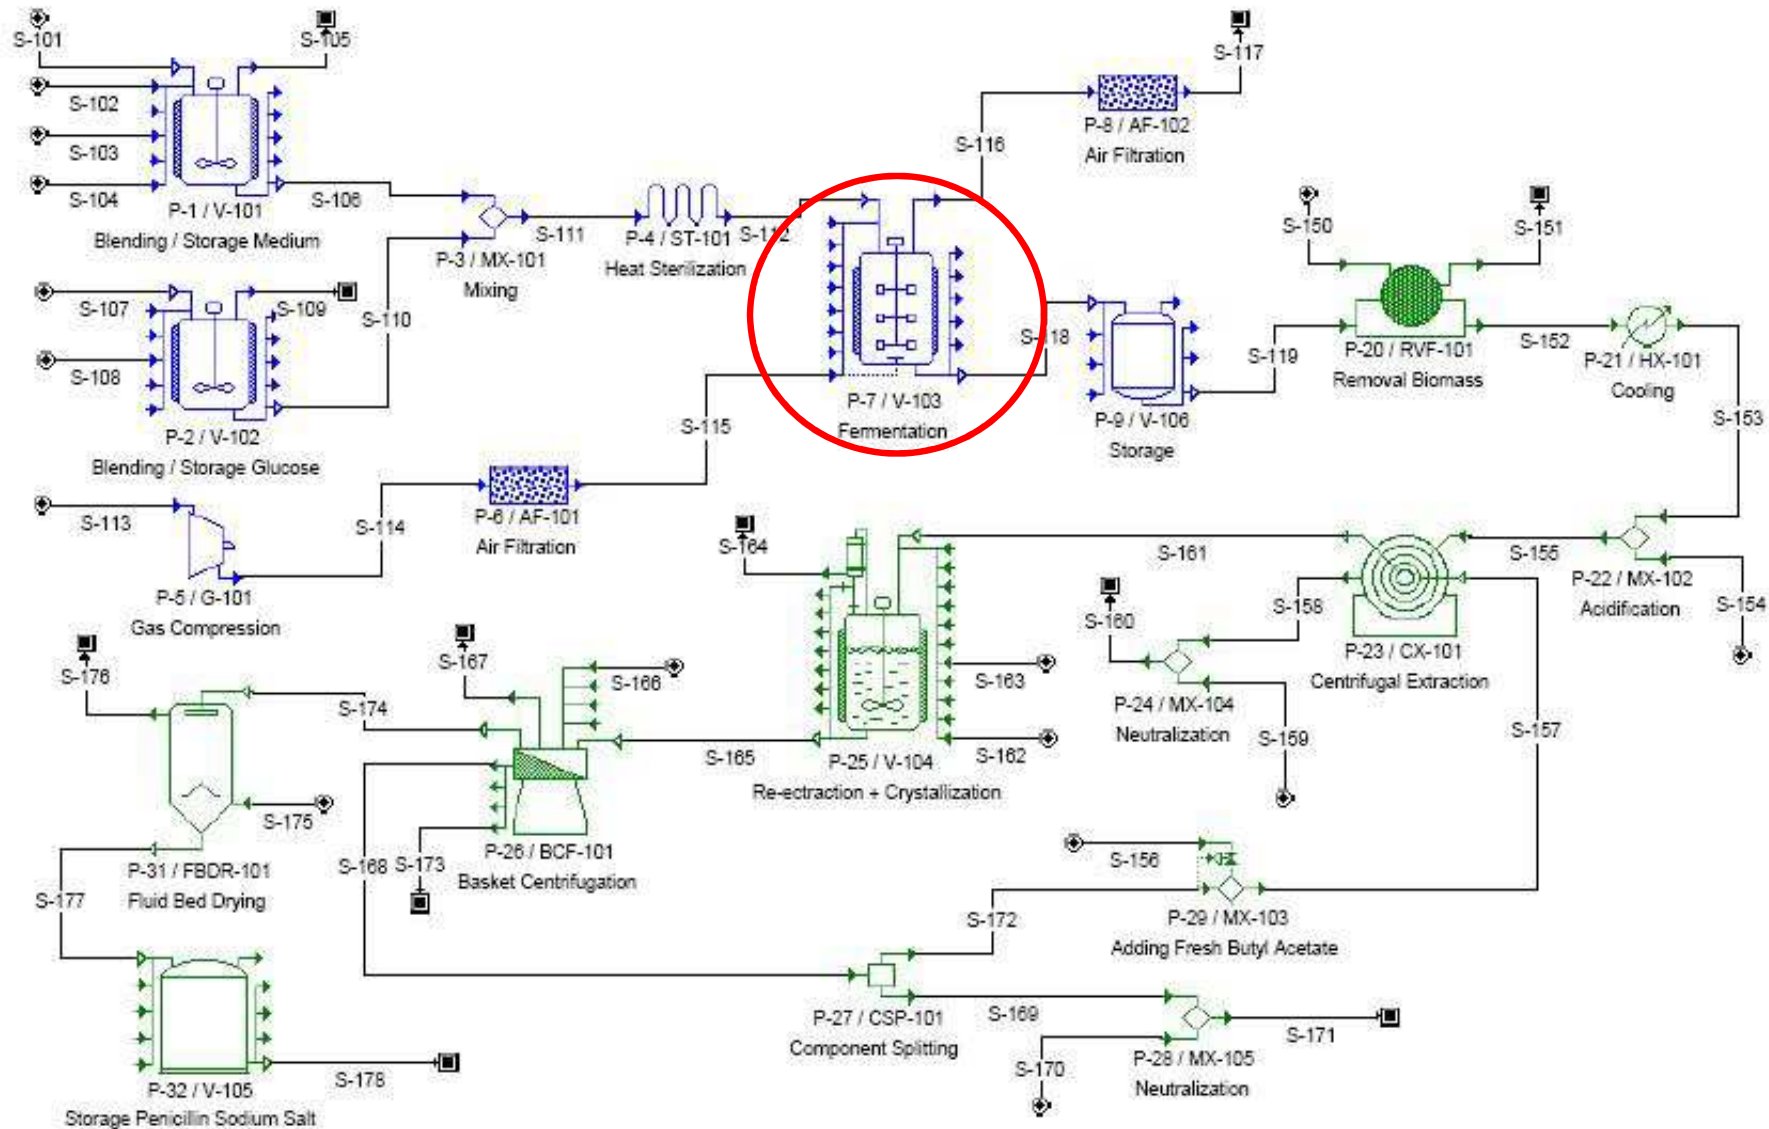 S-101
S-105
S-102
S-103
S-104
P-1 / V-101
Blending / Storage Medium
S-106
S-107
S-109
S-108
P-2 / V-102
Blending / Storage Glucose
S-110
P-3 / MX-101
Mixing
S-111
P-4 / ST-101
Heat Sterilization
S-112
S-113
P-5 / G-101
Gas Compression
S-114
P-6 / AF-101
Air Filtration
S-115
P-7 / V-103
Fermentation
S-116
P-8 / AF-102
Air Filtration
S-117
S-118
P-9 / V-106
Storage
S-119
S-150
S-151
P-20 / RVF-101
Removal Biomass
S-152
P-21 / HX-101
Cooling
S-153
P-22 / MX-102
Acidification
S-154
S-155
P-23 / CX-101
Centrifugal Extraction
S-157
S-158
S-160
P-24 / MX-104
Neutralization
S-159
S-161
S-164
S-163
S-162
P-25 / V-104
Re-ectraction + Crystallization
S-165
S-167
S-166
P-26 / BCF-101
Basket Centrifugation
S-168
S-173
S-174
S-176
S-175
P-31 / FBDR-101
Fluid Bed Drying
S-177
P-32 / V-105
Storage Penicillin Sodium Salt
S-178
S-156
P-29 / MX-103
Adding Fresh Butyl Acetate
S-172
P-27 / CSP-101
Component Splitting
S-169
S-170
P-28 / MX-105
Neutralization
S-171